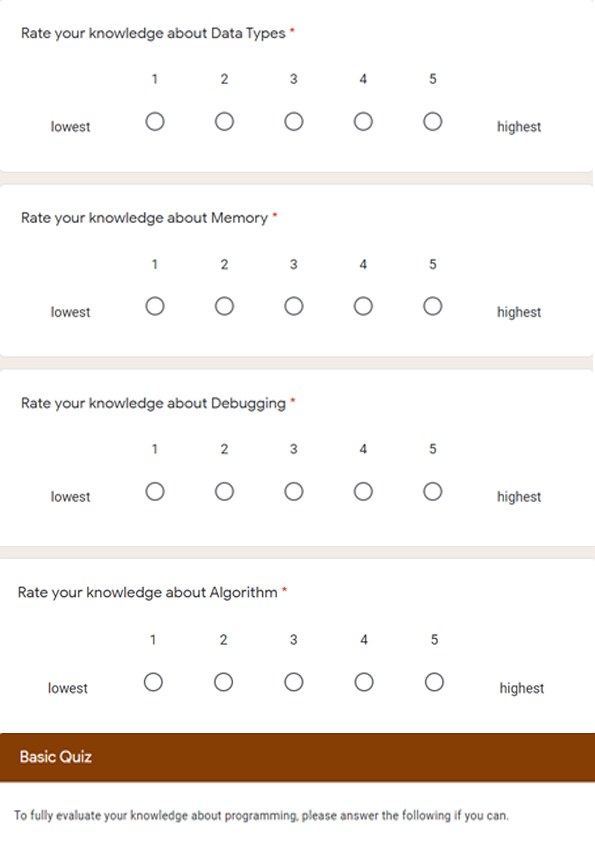 Rate your knowledge about Data Types *
1 2 3 4 5
lowest highest
Rate your knowledge about Memory *
1 2 3 4 5
lowest highest
Rate your knowledge about Debugging *
1 2 3 4 5
lowest highest
Rate your knowledge about Algorithm *
1 2 3 4 5
lowest highest
Basic Quiz
To fully evaluate your knowledge about programming, please answer the following if you can.